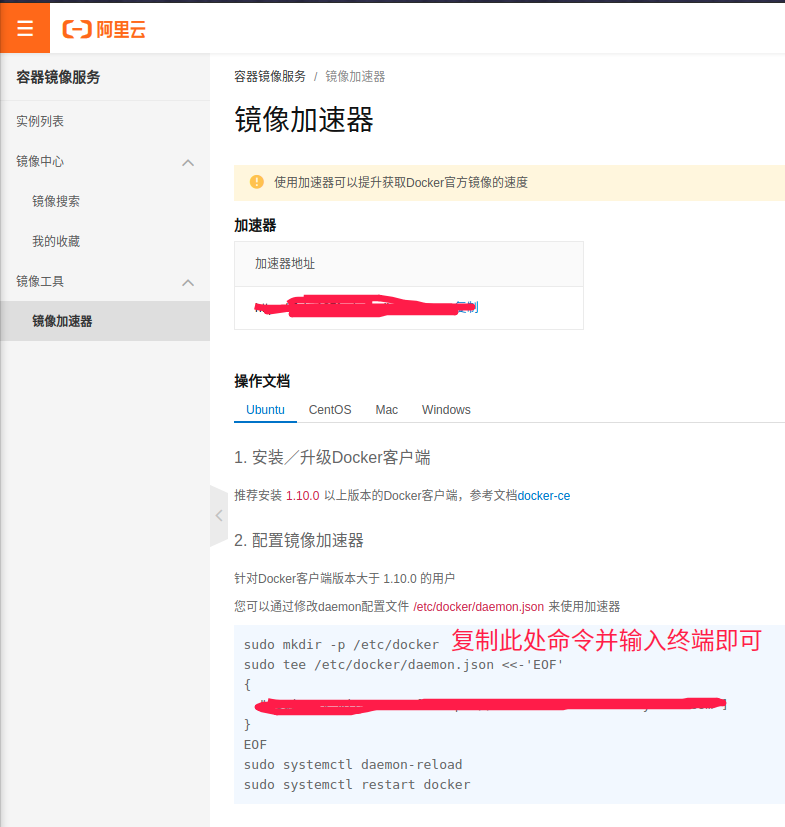 阿里云
容器镜像服务
实例列表
镜像中心
镜像搜索
我的收藏
镜像工具
镜像加速器
容器镜像服务 / 镜像加速器
镜像加速器
使用加速器可以提升获取Docker官方镜像的速度
加速器
加速器地址
复制
操作文档
Ubuntu CentOS Mac Windows
1. 安装／升级Docker客户端
推荐安装 1.10.0 以上版本的Docker客户端，参考文档docker-ce
2. 配置镜像加速器
针对Docker客户端版本大于 1.10.0 的用户
您可以通过修改daemon配置文件 /etc/docker/daemon.json 来使用加速器
sudo mkdir -p /etc/docker 复制此处命令并输入终端即可
sudo tee /etc/docker/daemon.json <<-'EOF'
{
}
EOF
sudo systemctl daemon-reload
sudo systemctl restart docker